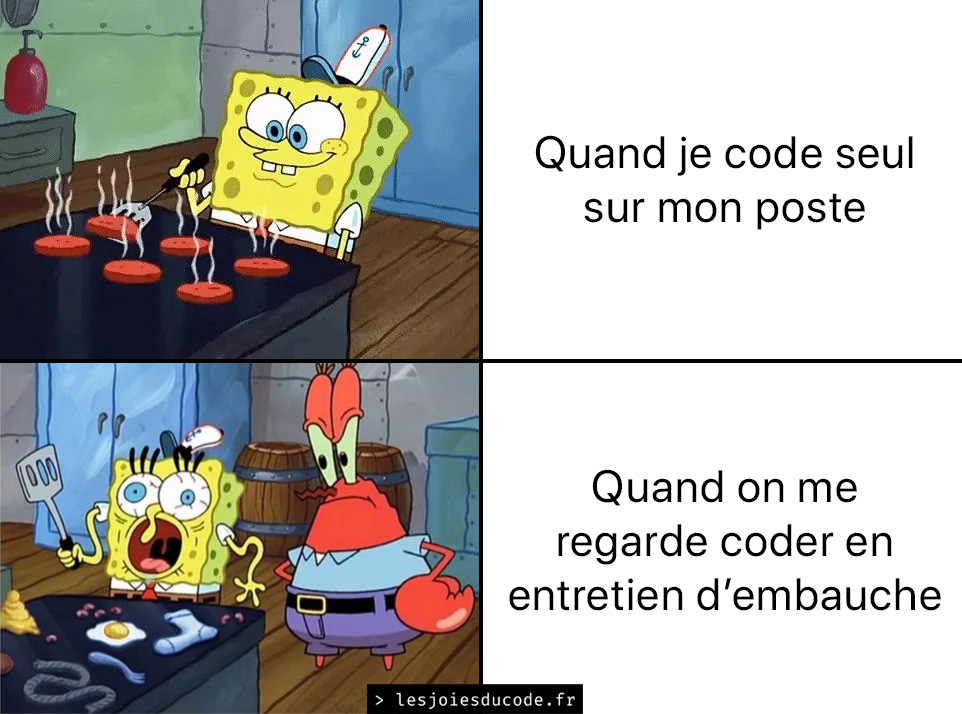 Quand je code seul
sur mon poste
Quand on me
regarde coder en
entretien d’embauche
> lesjoiesducode.fr